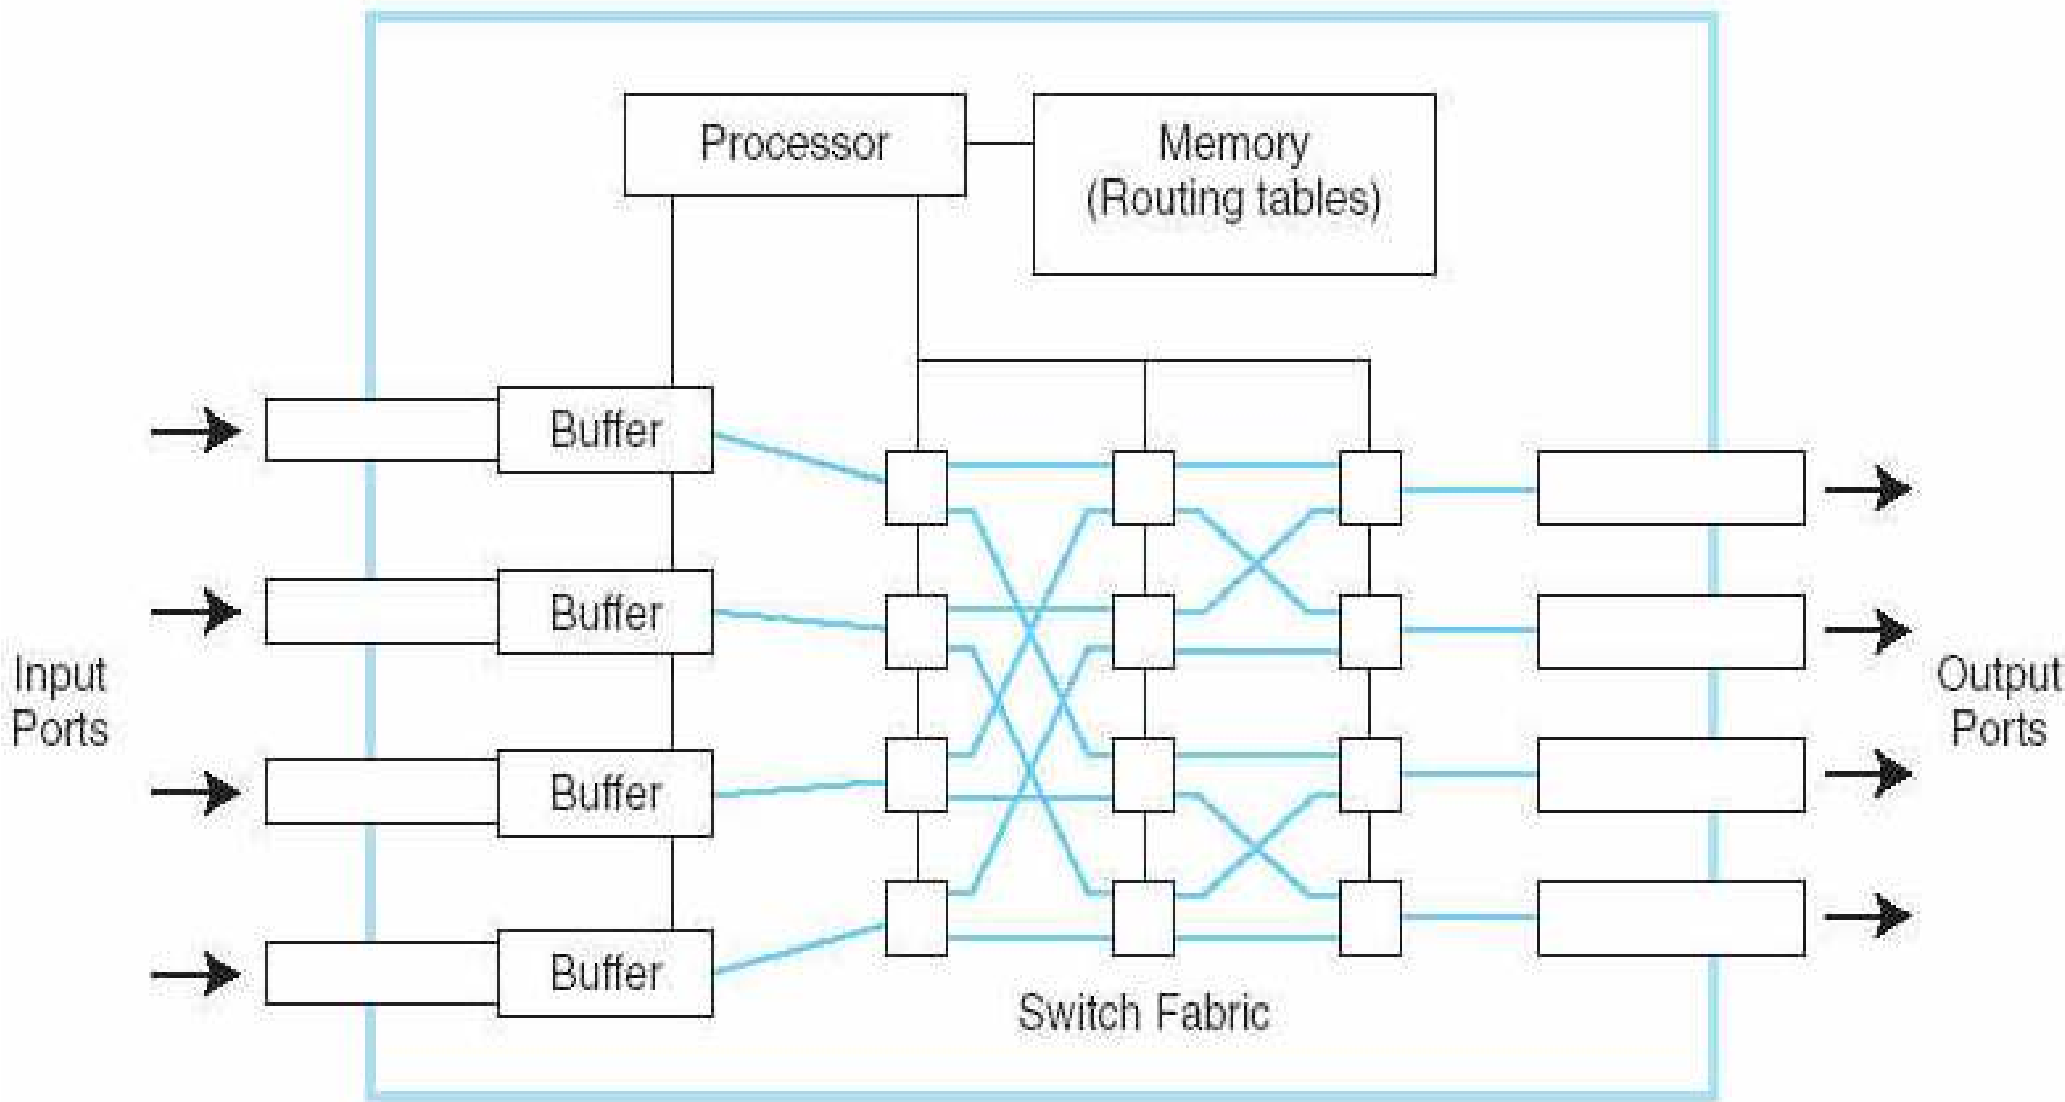 Processor
Memory
(Routing tables)
Buffer
Buffer
Input
Ports
Output
Ports
Buffer
Buffer
Switch Fabric